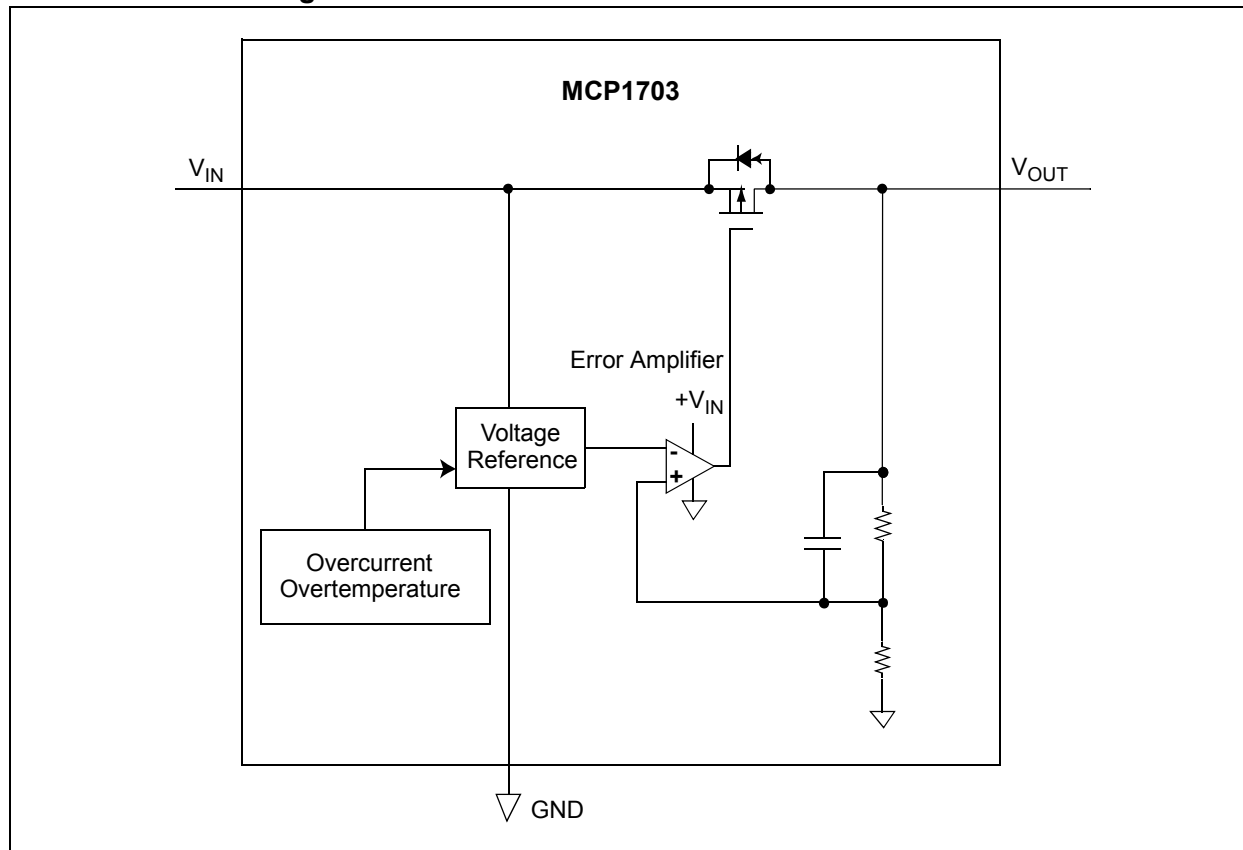 MCP1703
VIN
VOUT
Error Amplifier
+VIN
Voltage
Reference
-
+
Overcurrent
Overtemperature
GND